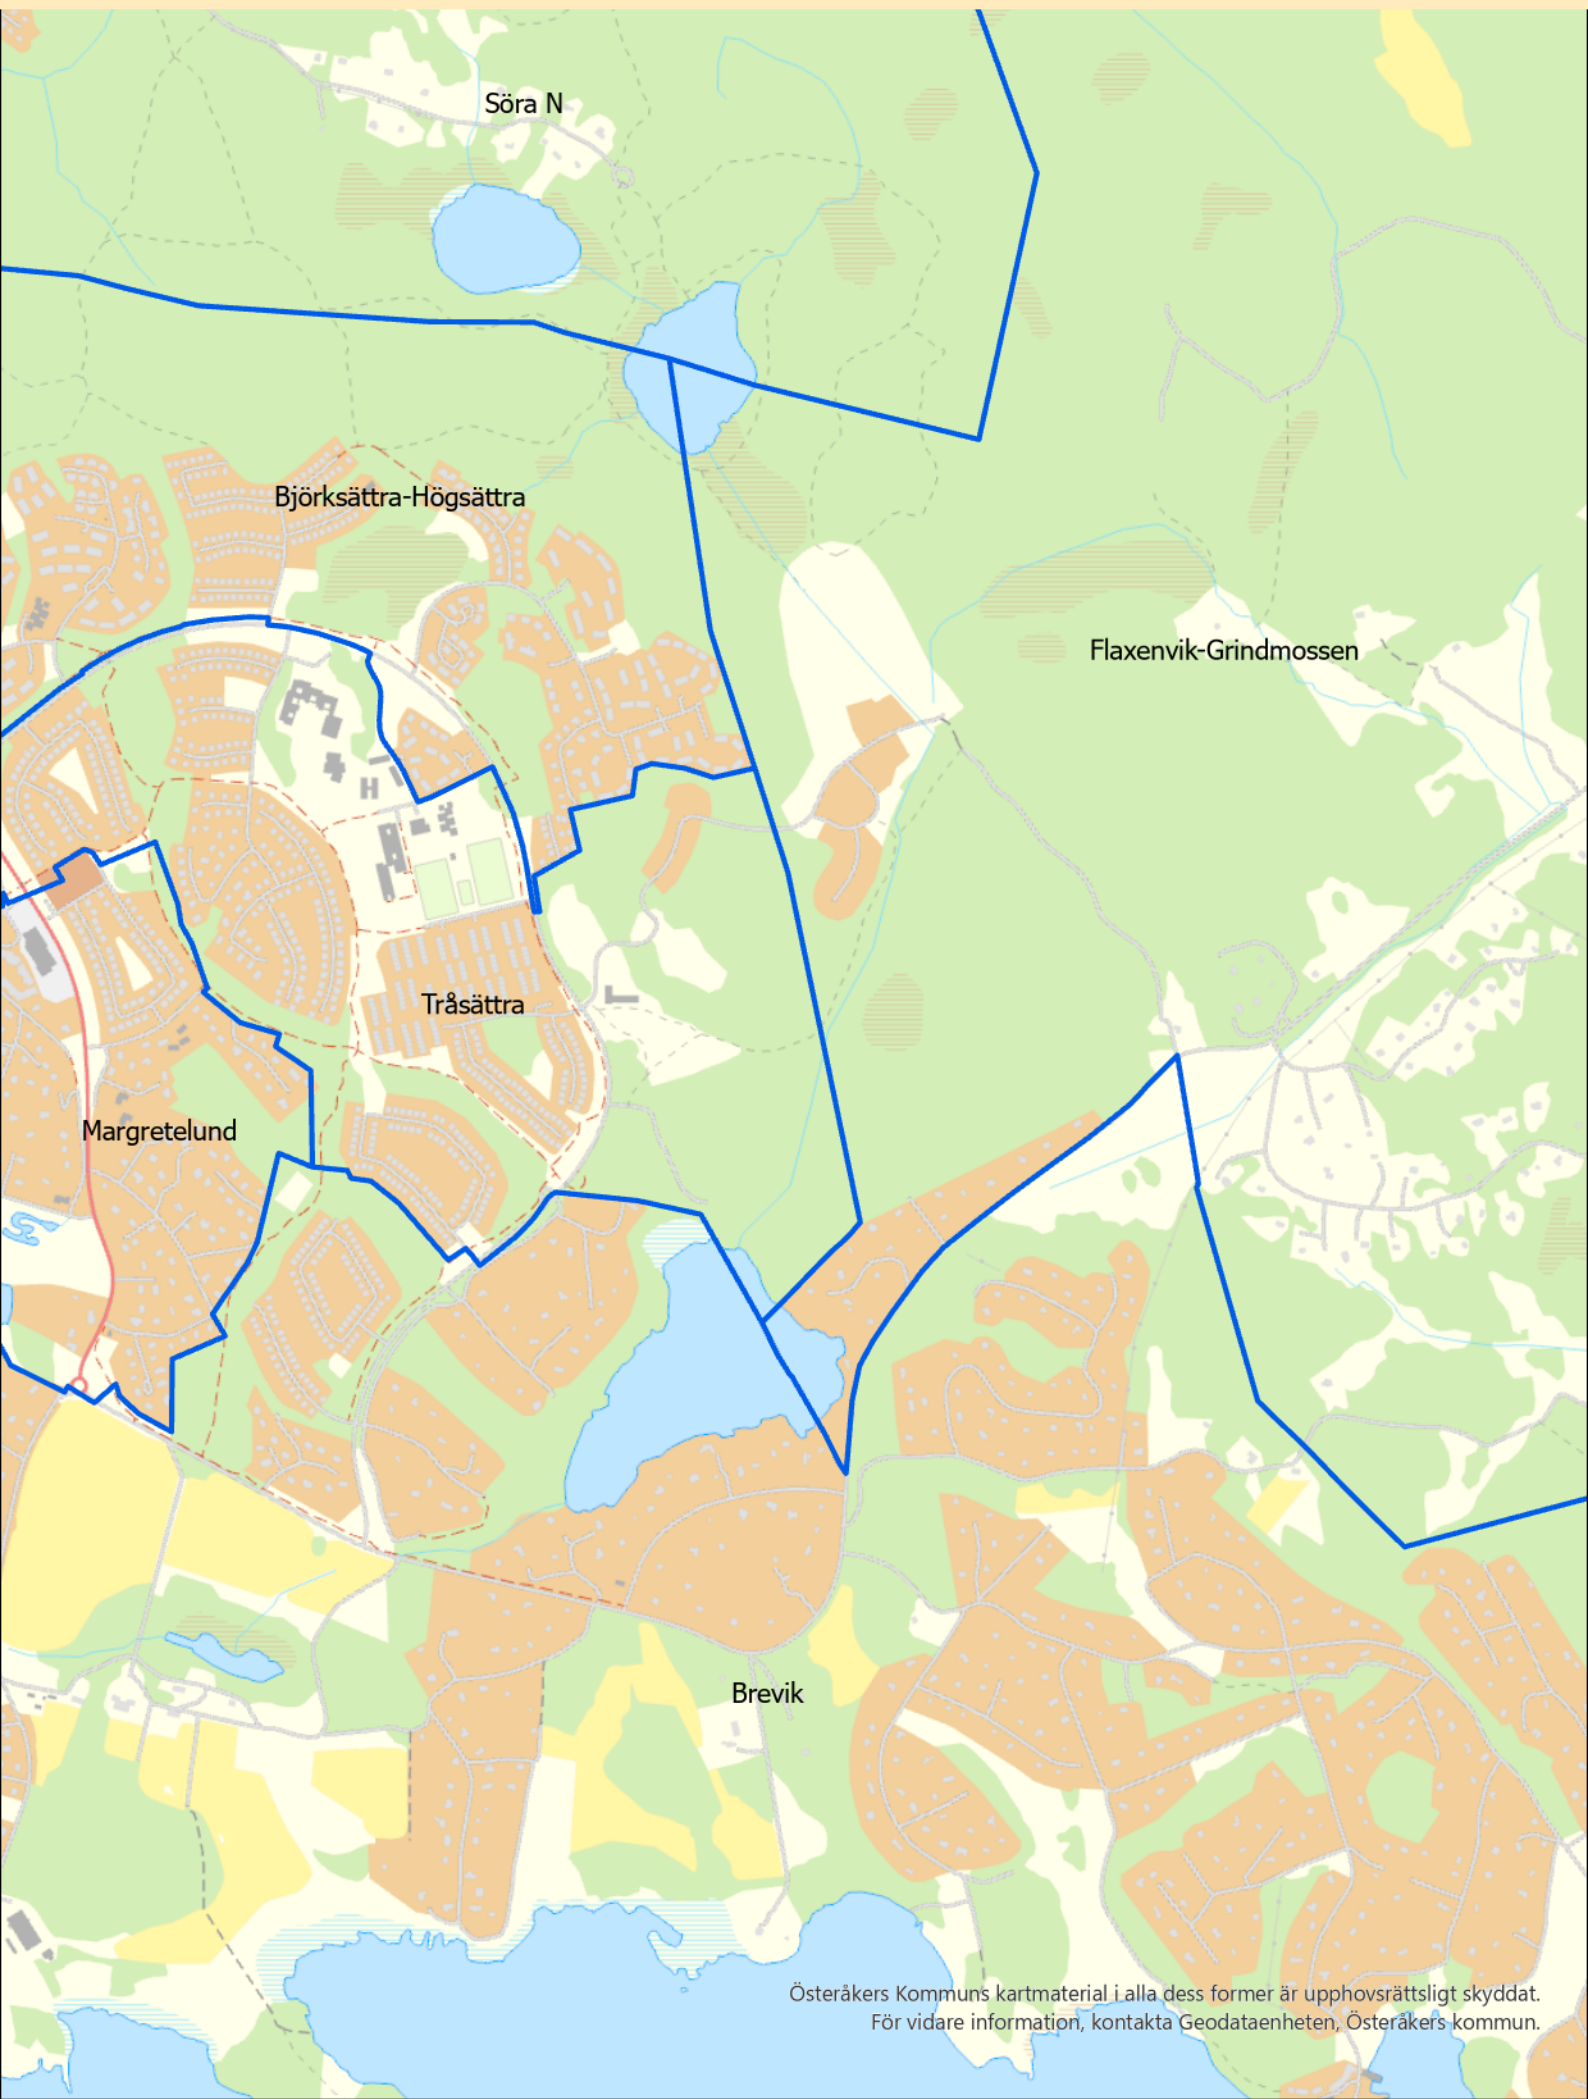 Söra N
Björksättra-Högsättra
Flaxenvik-Grindmossen
Tråsättra
Margretelund
Brevik
Österåkers Kommuns kartmaterial i alla dess former är upphovsrättsligt skyddat.
För vidare information, kontakta Geodataenheten, Österåkers kommun.